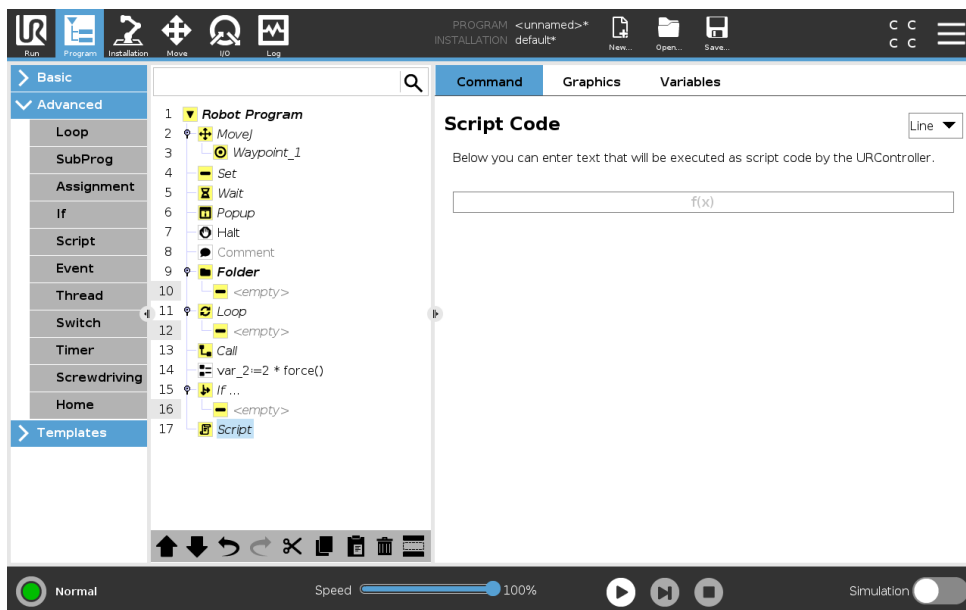 UR
PROGRAM <unnamed>*
INSTALLATION default*
C C
C C
Run Program Installation Move I/O Log New... Open... Save...
Basic
Advanced
Loop
SubProg
Assignment
If
Script
Event
Thread
Switch
Timer
Screwdriving
Home
Templates
1 Robot Program
2 MoveJ
3 Waypoint_1
4 Set
5 Wait
6 Popup
7 Halt
8 Comment
9 Folder
10 <empty>
11 Loop
12 <empty>
13 Call
14 var_2:=2 * force()
15 If ...
16 <empty>
17 Script
Command Graphics Variables
Script Code Line
Below you can enter text that will be executed as script code by the URController.
f(x)
Normal Speed 100% Simulation